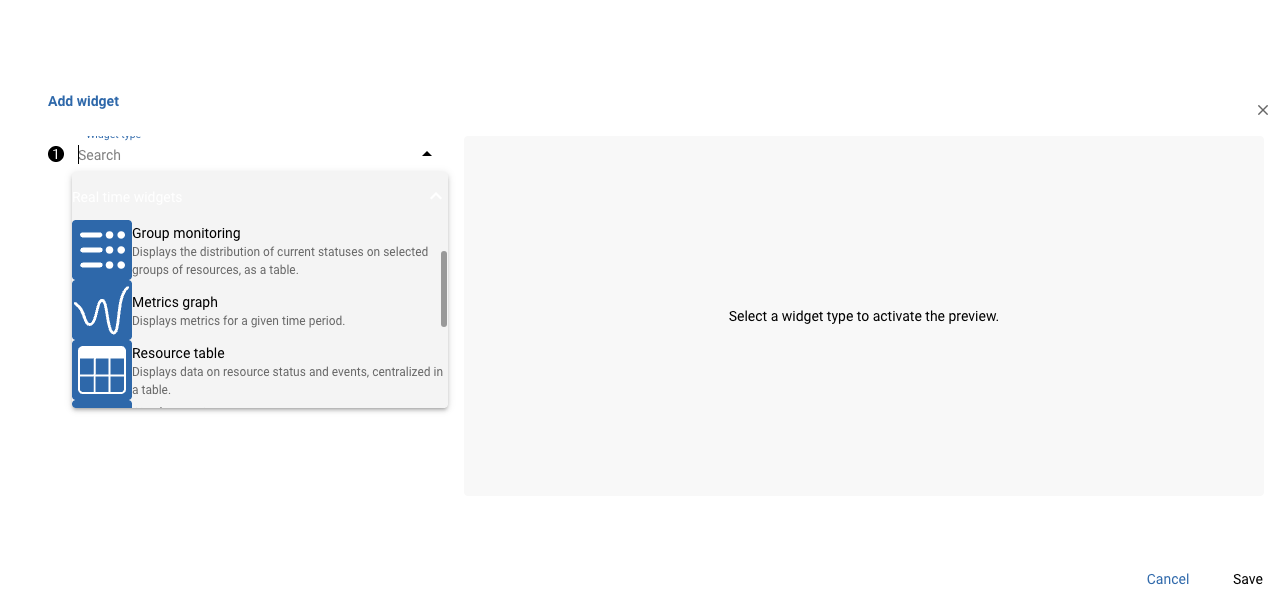 Add widget
Widget type
1
Search
Real time widgets
Group monitoring
Displays the distribution of current statuses on selected
groups of resources, as a table.
Metrics graph
Displays metrics for a given time period.
Select a widget type to activate the preview.
Resource table
Displays data on resource status and events, centralized in
a table.
Cancel
Save